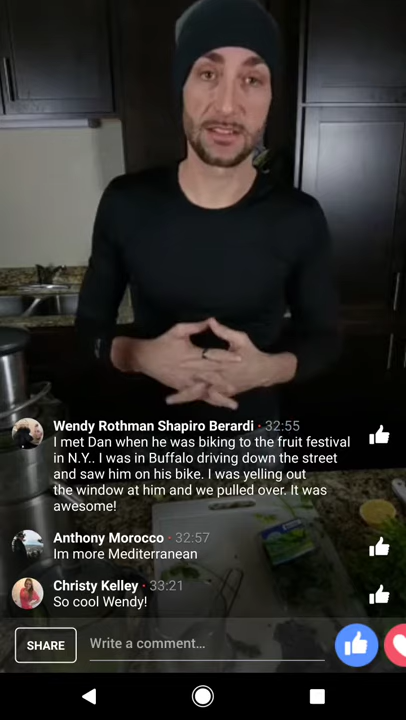 Wendy Rothman Shapiro Berardi · 32:55
I met Dan when he was biking to the fruit festival
in N.Y.. I was in Buffalo driving down the street
and saw him on his bike. I was yelling out
the window at him and we pulled over. It was
awesome!
Anthony Morocco · 32:57
Im more Mediterranean
Christy Kelley · 33:21
So cool Wendy!
SHARE
Write a comment...